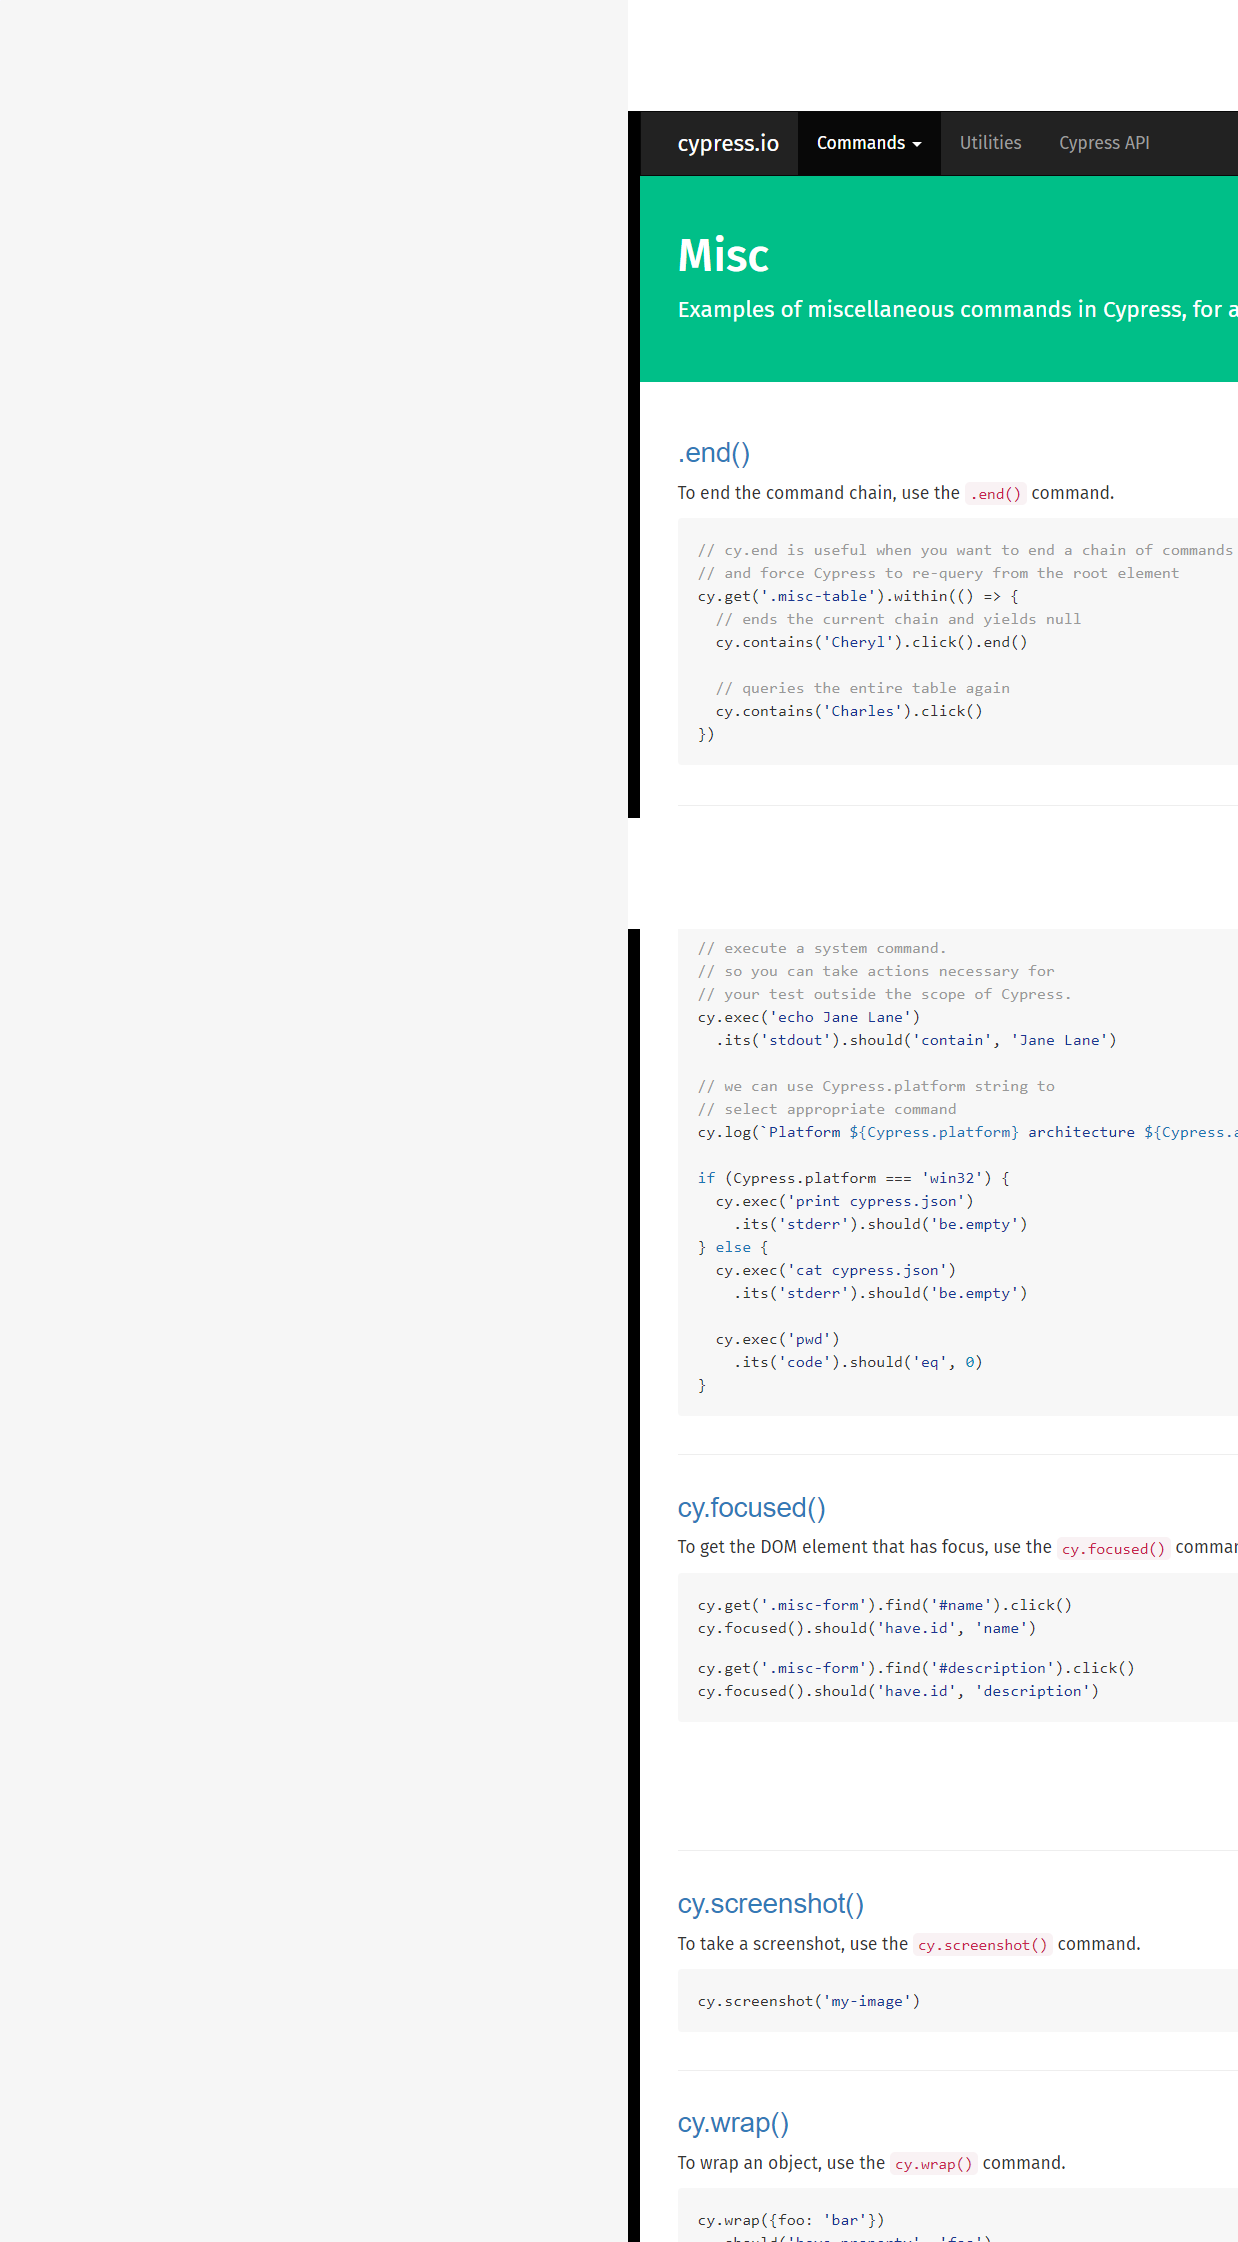 cypress.io Commands Utilities Cypress API
Misc
Examples of miscellaneous commands in Cypress, for a
.end()
To end the command chain, use the .end() command.
// cy.end is useful when you want to end a chain of commands
// and force Cypress to re-query from the root element
cy.get('.misc-table').within(() => {
// ends the current chain and yields null
cy.contains('Cheryl').click().end()
// queries the entire table again
cy.contains('Charles').click()
})
// execute a system command.
// so you can take actions necessary for
// your test outside the scope of Cypress.
cy.exec('echo Jane Lane')
.its('stdout').should('contain', 'Jane Lane')
// we can use Cypress.platform string to
// select appropriate command
cy.log(`Platform ${Cypress.platform} architecture ${Cypress.a
if (Cypress.platform === 'win32') {
cy.exec('print cypress.json')
.its('stderr').should('be.empty')
} else {
cy.exec('cat cypress.json')
.its('stderr').should('be.empty')
cy.exec('pwd')
.its('code').should('eq', 0)
}
cy.focused()
To get the DOM element that has focus, use the cy.focused() comman
cy.get('.misc-form').find('#name').click()
cy.focused().should('have.id', 'name')
cy.get('.misc-form').find('#description').click()
cy.focused().should('have.id', 'description')
cy.screenshot()
To take a screenshot, use the cy.screenshot() command.
cy.screenshot('my-image')
cy.wrap()
To wrap an object, use the cy.wrap() command.
cy.wrap({foo: 'bar'})